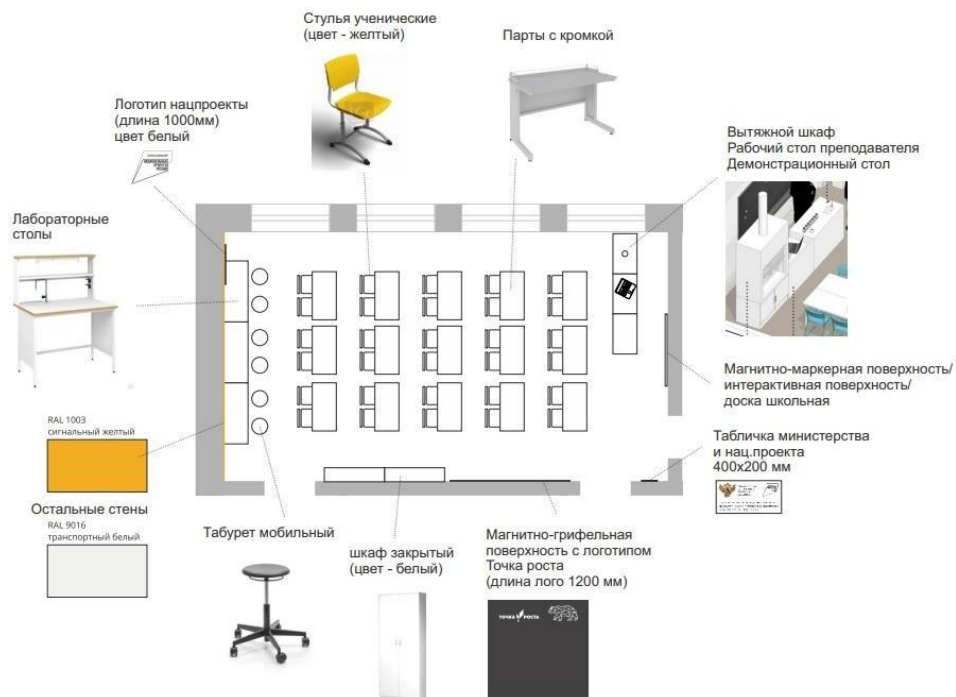 Стулья ученические
(цвет - желтый)
Парты с кромкой
Логотип нацпроекты
(длина 1000мм)
цвет белый
Вытяжной шкаф
Рабочий стол преподавателя
Демонстрационный стол
Лабораторные
столы
Магнитно-маркерная поверхность/
интерактивная поверхность/
доска школьная
RAL 1003
сигнальный желтый
Табличка министерства
и нац.проекта
400х200 мм
Остальные стены
RAL 9016
транспортный белый
Табурет мобильный
шкаф закрытый
(цвет - белый)
Магнитно-грифельная
поверхность с логотипом
Точка роста
(длина лого 1200 мм)
ТОЧКА РОСТА